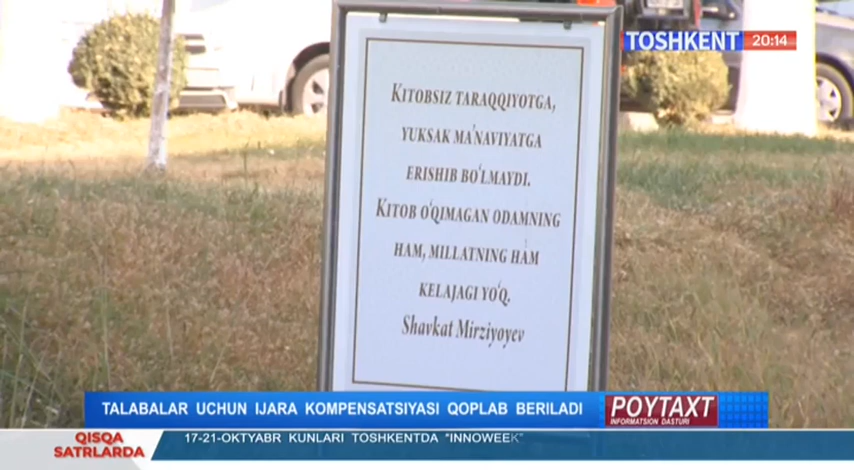 TOSHKENT 20:14
KITOBSIZ TARAQQIYOTGA,
YUKSAK MA'NAVIYATGA
ERISHIB BO'LMAYDI.
KITOB O'QIMAGAN ODAMNING
HAM, MILLATNING HAM
KELAJAGI YO'Q.
Shavkat Mirziyoyev
TALABALAR UCHUN IJARA KOMPENSATSIYASI QOPLAB BERILADI
POYTAXT
INFORMATSION DASTURI
QISQA
SATRLARDA
17-21-OKTYABR KUNLARI TOSHKENTDA "INNOWEEK"